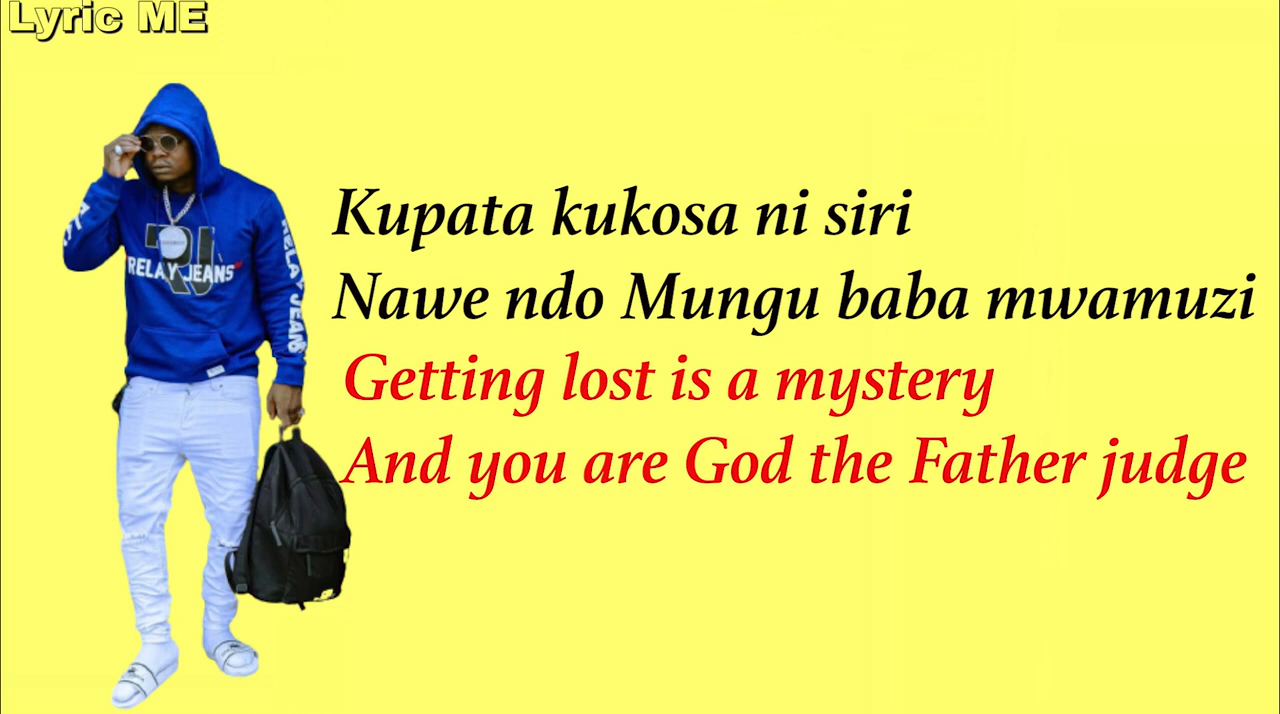 Lyric ME
Kupata kukosa ni siri
Nawe ndo Mungu baba mwamuzi
Getting lost is a mystery
And you are God the Father judge
"RELAY JEANS"
RELAY JEANS